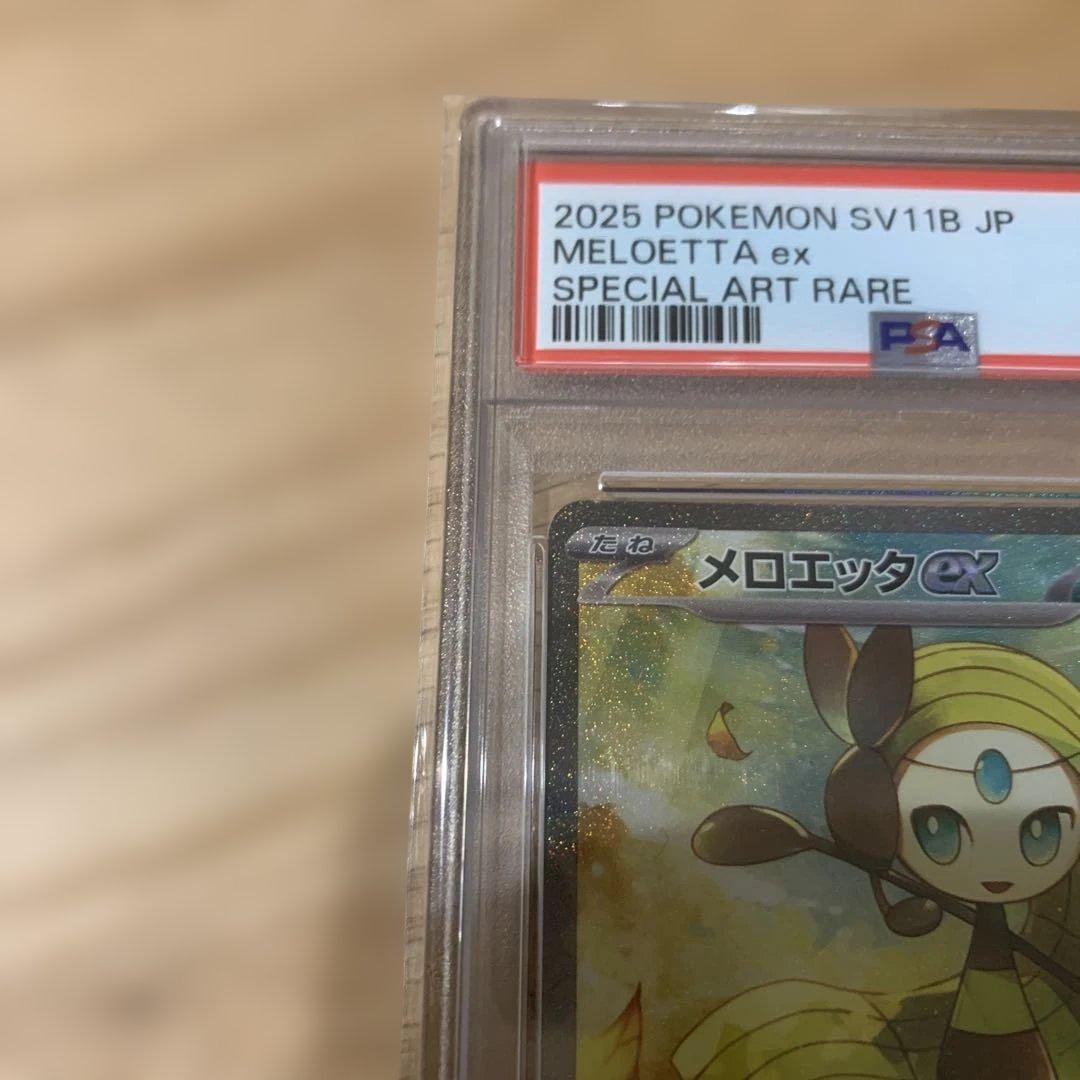 2025 POKEMON SV11B JP
MELOETTA ex
SPECIAL ART RARE
PSA
たね
メロエッタex